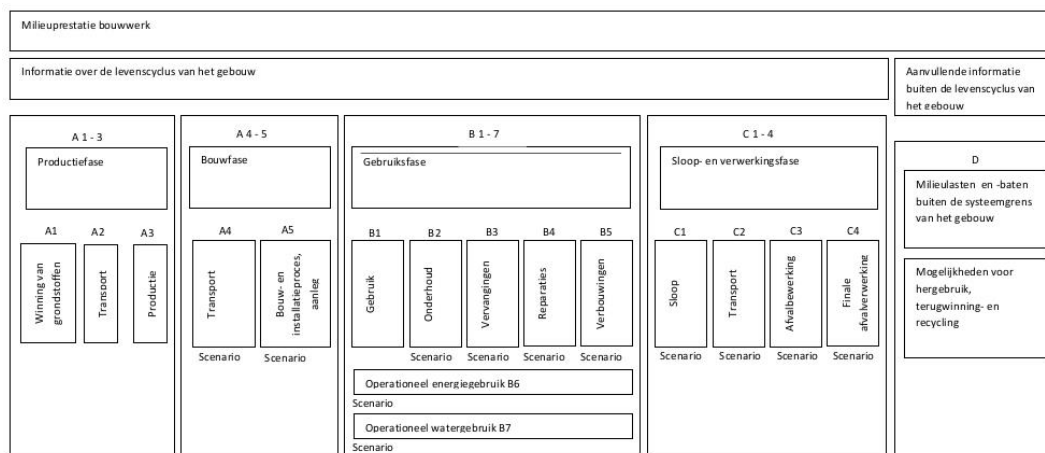 Milieuprestatie bouwwerk
Informatie over de levenscyclus van het gebouw
Aanvullende informatie
buiten de levenscyclus van
het gebouw
A 1 - 3
Productiefase
A1
A2
A3
Winning van
grondstoffen
Transoort
Productie
A 4 - 5
Bouwfase
A4
A5
Transport
Bouw- en
installatieproces,
aanleg
Scenario
Scenario
B 1 - 7
Gebruiksfase
B1
B2
B3
B4
B5
Gebruik
Onderhoud
Vervangingen
Reparaties
Verbouwingen
Scenario
Scenario
Scenario
Scenario
Operationeel energiegebruik B6
Scenario
Operationeel watergebruik B7
Scenario
C 1 - 4
Sloop- en verwerkingsfase
C1
C2
C3
C4
Sloop
Transport
Afvalbewerking
Finale
afvalverwerking
Scenario
Scenario
Scenario
Scenario
D
Milieulasten en -baten
buiten de systeemgrens
van het gebouw
Mogelijkheden voor
hergebruik,
terugwinning- en
recycling